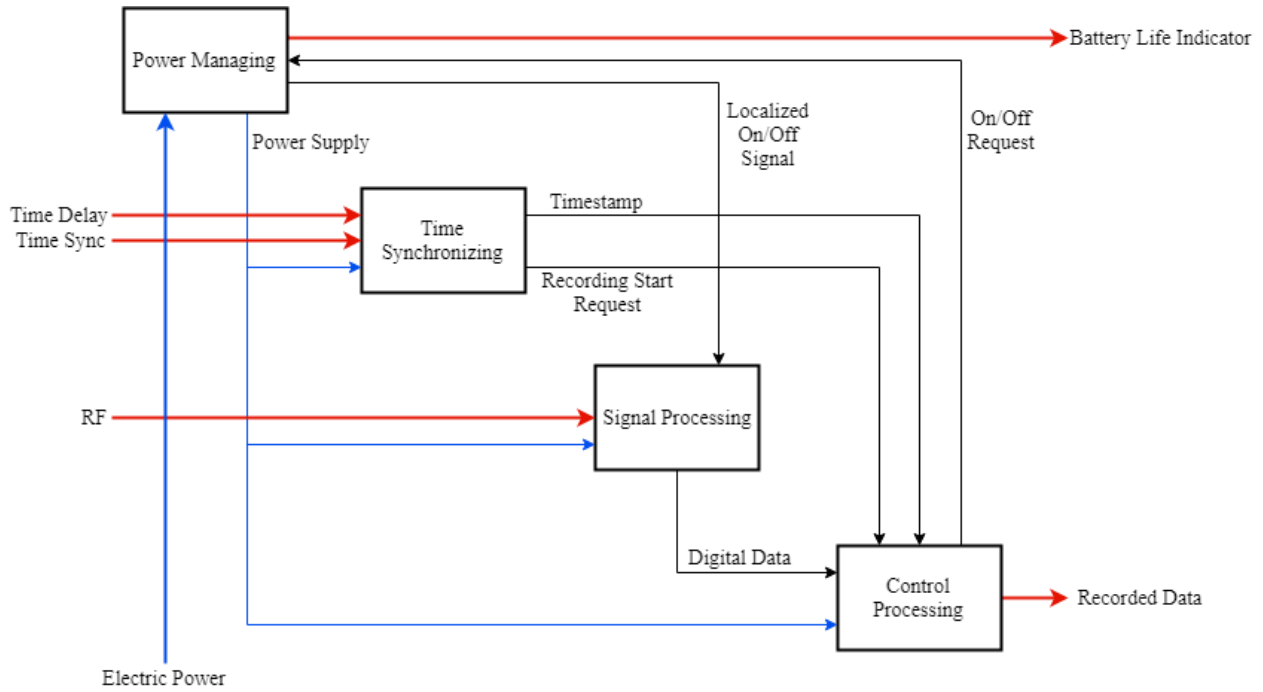 Power Managing
Battery Life Indicator
Localized
On/Off
Signal
On/Off
Request
Power Supply
Time Delay
Time Sync
Time
Synchronizing
Timestamp
Recording Start
Request
RF
Signal Processing
Digital Data
Control
Processing
Recorded Data
Electric Power